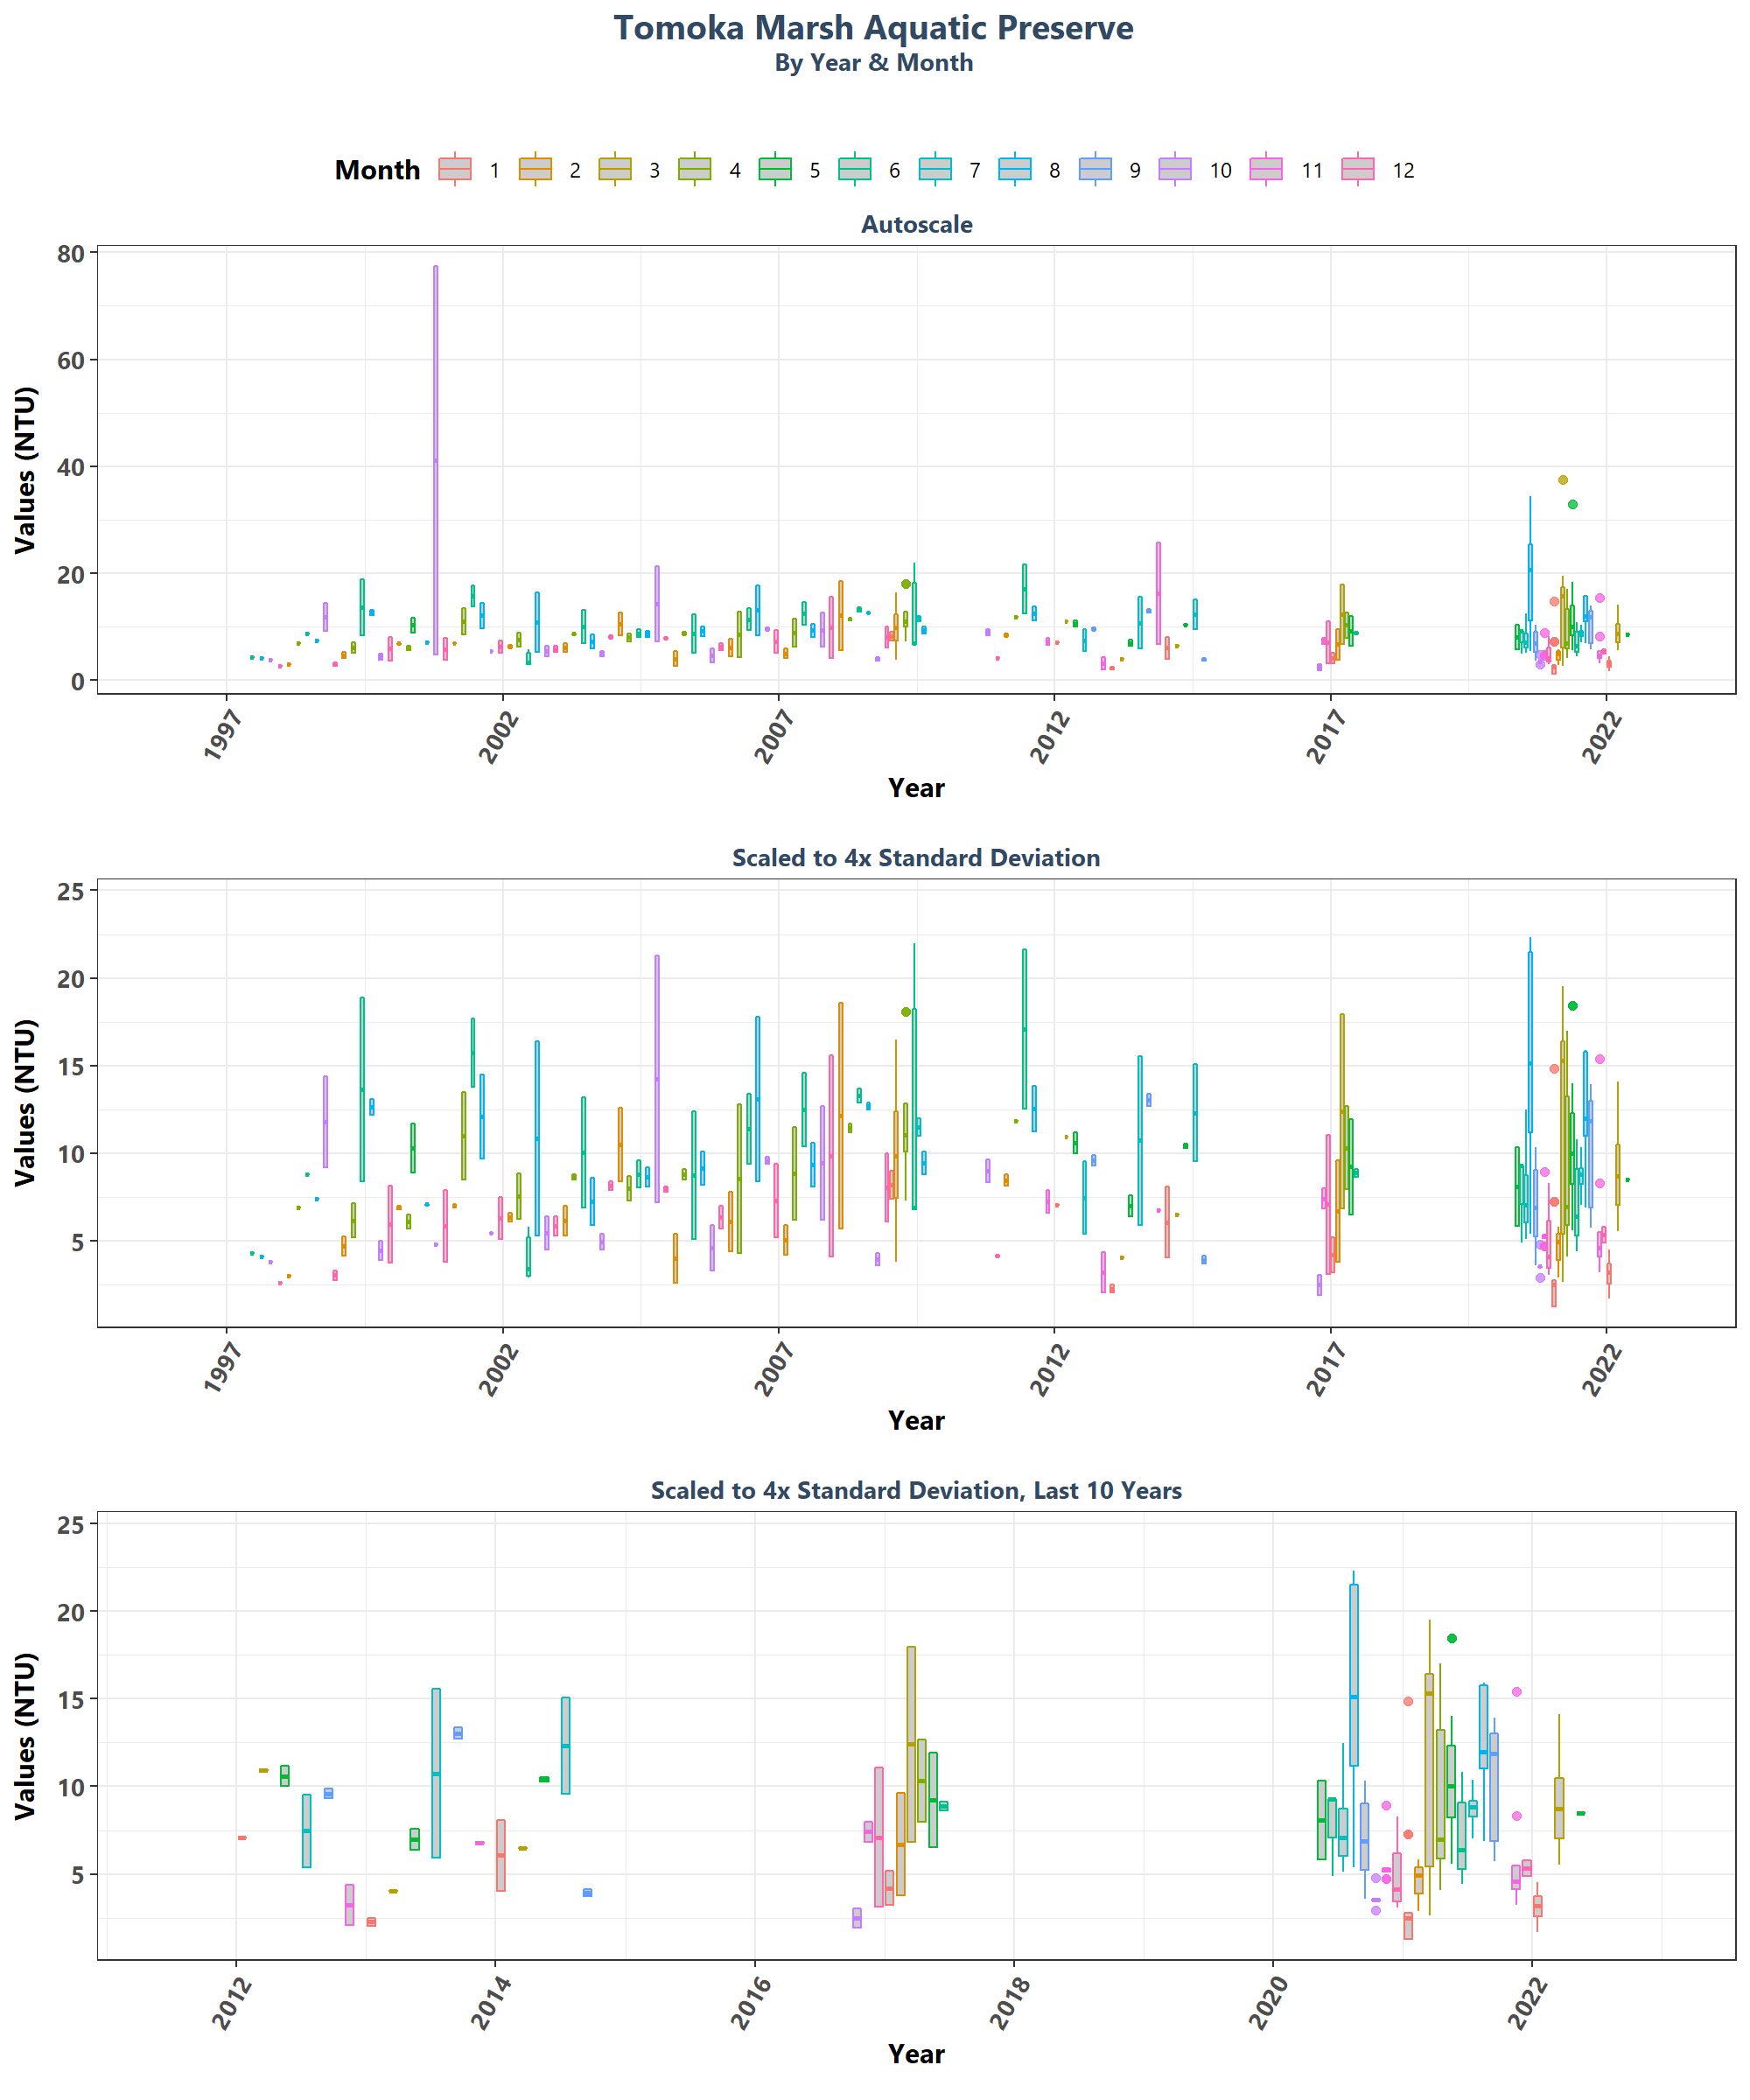 Tomoka Marsh Aquatic Preserve
By Year & Month
Month 1 2 3 4 5 6 7 8 9 10 11 12
Autoscale
Values (NTU)
80
60
40
20
0
1997 2002 2007 2012 2017 2022
Year
Scaled to 4x Standard Deviation
Values (NTU)
25
20
15
10
5
1997 2002 2007 2012 2017 2022
Year
Scaled to 4x Standard Deviation, Last 10 Years
Values (NTU)
25
20
15
10
5
2012 2014 2016 2018 2020 2022
Year